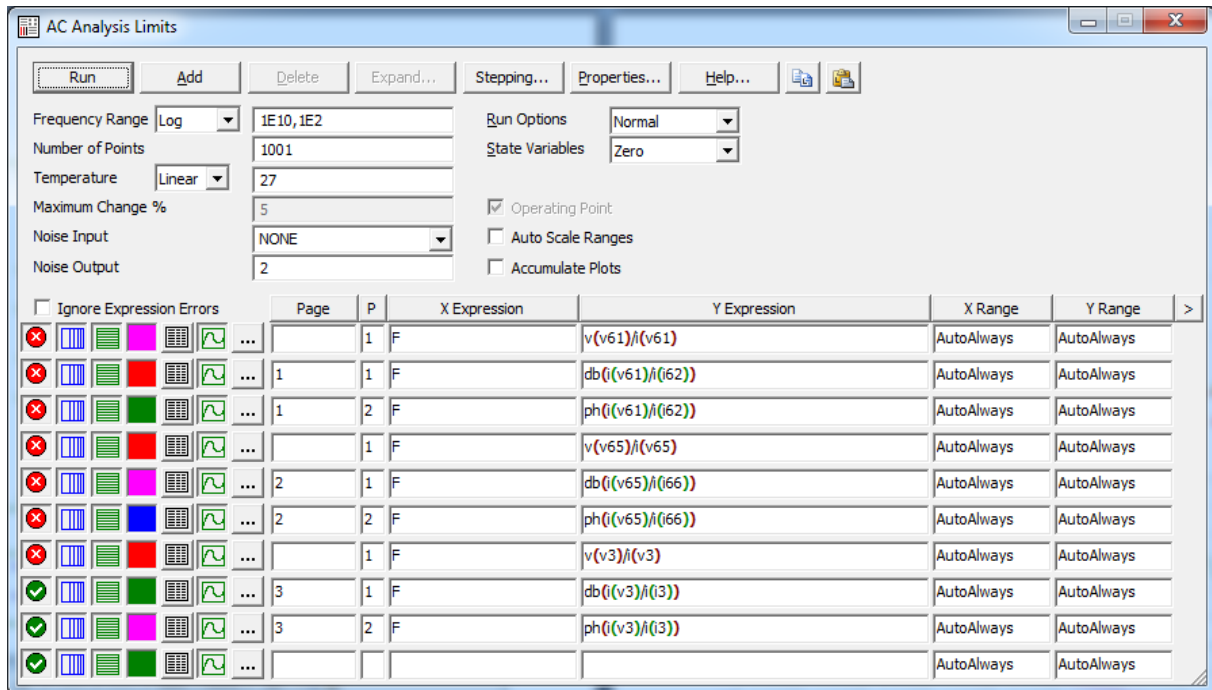 AC Analysis Limits
Run Add Delete Expand... Stepping... Properties... Help...
Frequency Range Log 1E10,1E2 Run Options Normal
Number of Points 1001 State Variables Zero
Temperature Linear 27
Maximum Change % 5 Operating Point
Noise Input NONE Auto Scale Ranges
Noise Output 2 Accumulate Plots
Ignore Expression Errors Page P X Expression Y Expression X Range Y Range >
... 1 F v(v61)/i(v61) AutoAlways AutoAlways
... 1 1 F db(i(v61)/i(i62)) AutoAlways AutoAlways
... 1 2 F ph(i(v61)/i(i62)) AutoAlways AutoAlways
... 1 F v(v65)/i(v65) AutoAlways AutoAlways
... 2 1 F db(i(v65)/i(i66)) AutoAlways AutoAlways
... 2 2 F ph(i(v65)/i(i66)) AutoAlways AutoAlways
... 1 F v(v3)/i(v3) AutoAlways AutoAlways
... 3 1 F db(i(v3)/i(i3)) AutoAlways AutoAlways
... 3 2 F ph(i(v3)/i(i3)) AutoAlways AutoAlways
... AutoAlways AutoAlways